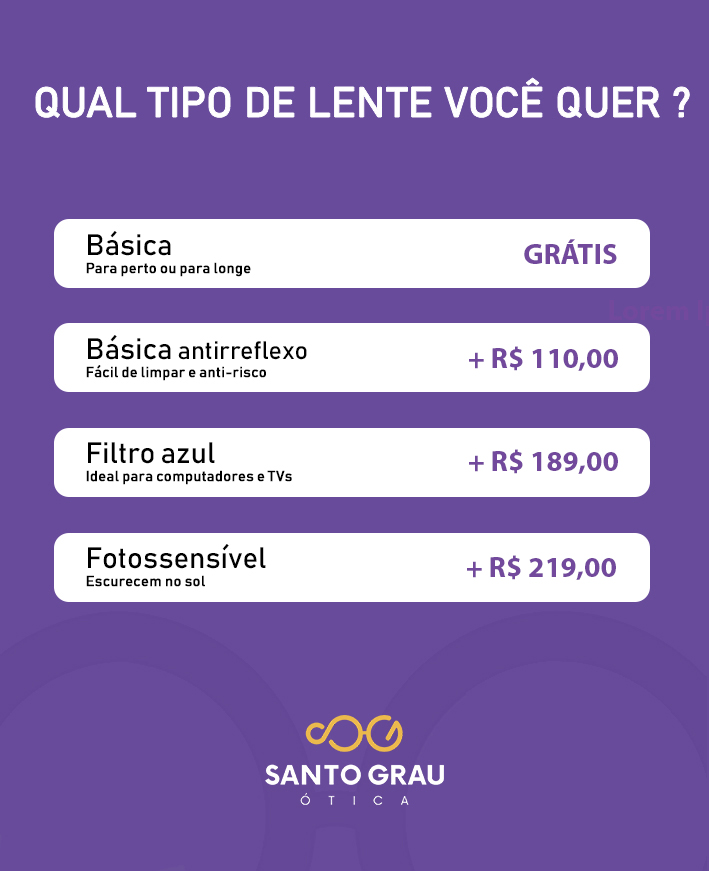 QUAL TIPO DE LENTE VOCÊ QUER ?
Básica
Para perto ou para longe
GRÁTIS
Lorem
Básica antirreflexo
Fácil de limpar e anti-risco
+ R$ 110,00
Filtro azul
Ideal para computadores e TVs
+ R$ 189,00
Fotossensível
Escurecem no sol
+ R$ 219,00
SANTO GRAU
ÓTICA